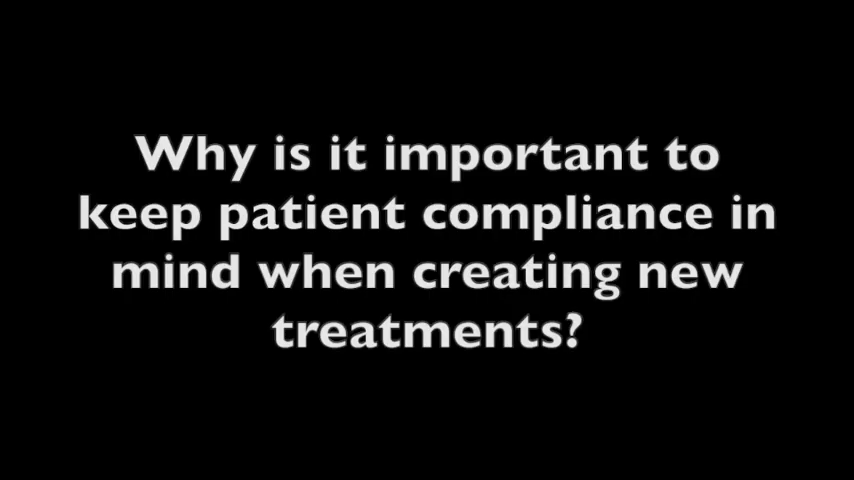 Why is it important to
keep patient compliance in
mind when creating new
treatments?